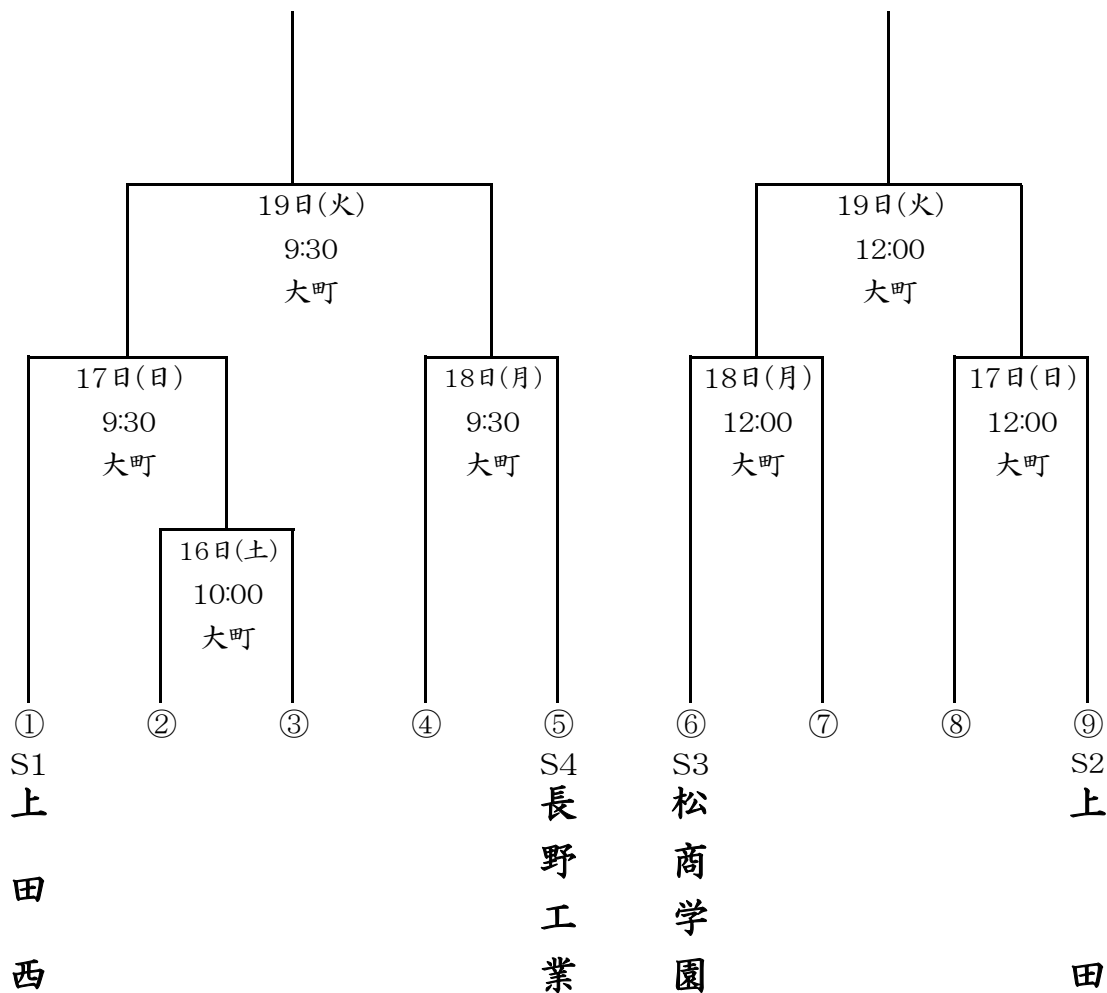 19日(火)
9:30
大町
19日(火)
12:00
大町
17日(日)
9:30
大町
18日(月)
9:30
大町
18日(月)
12:00
大町
17日(日)
12:00
大町
16日(土)
10:00
大町
①
②
③
④
⑤
⑥
⑦
⑧
⑨
S1
上田西
S4
長野工業
S3
松商学園
S2
上田